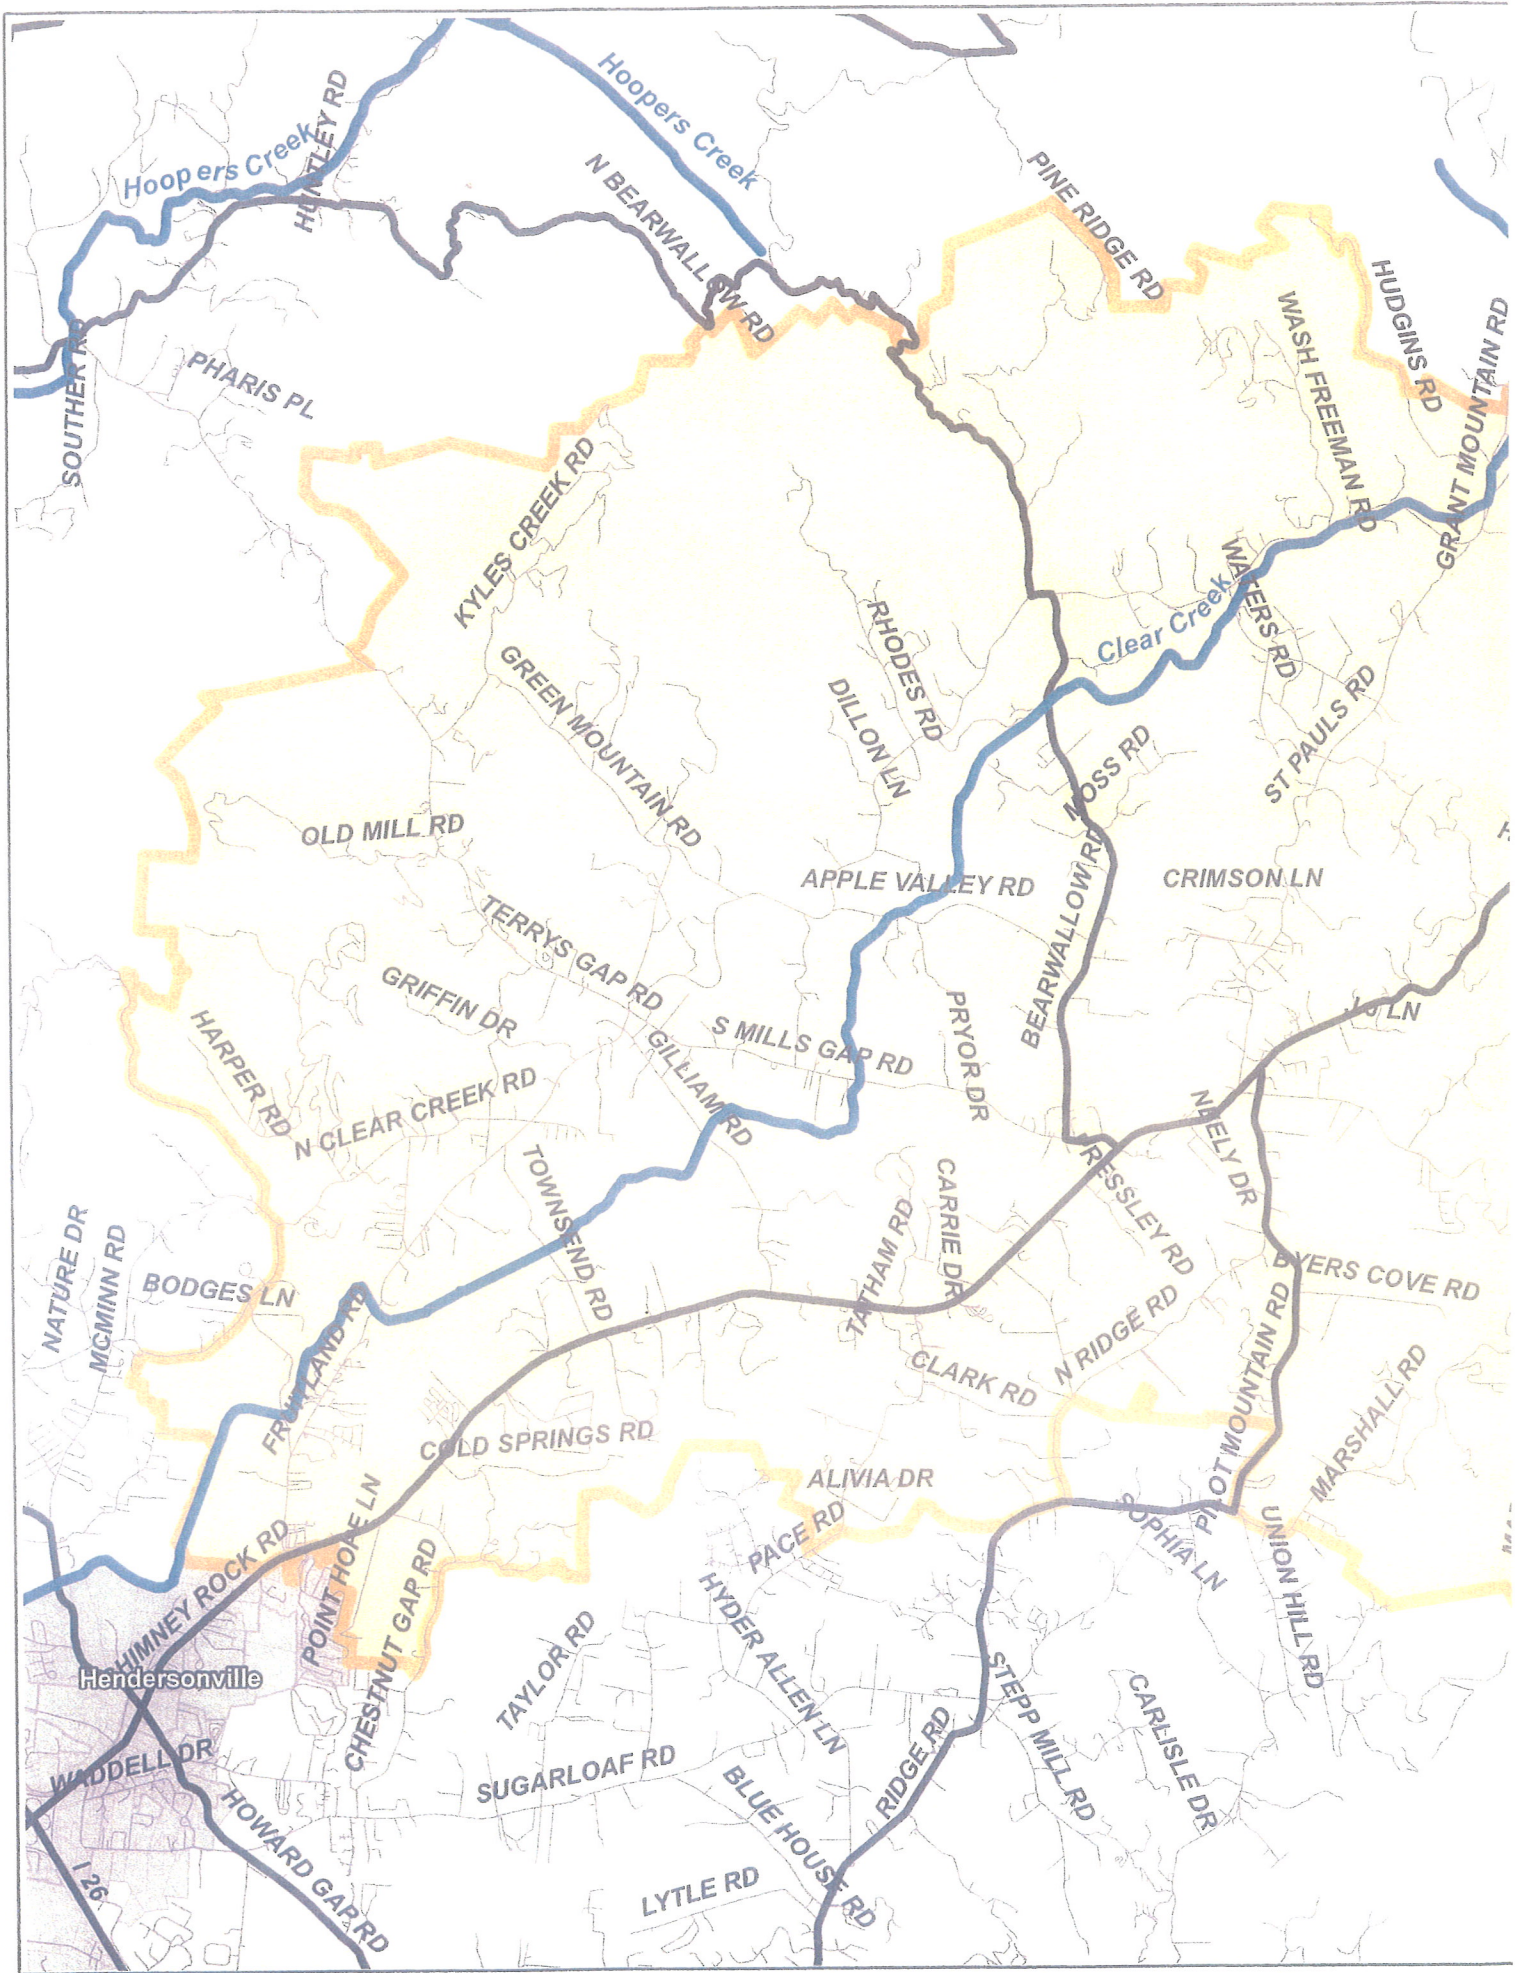 Hoopers Creek
Hoopers Creek
HUNTLEY RD
N BEARWALLOW RD
PINE RIDGE RD
HUDGINS RD
WASH FREEMAN RD
GRANT MOUNTAIN RD
SOUTHER RD
PHARIS PL
KYLES CREEK RD
Clear Creek
WATERS RD
RHODES RD
GREEN MOUNTAIN RD
DILLON LN
MOSS RD
ST PAULS RD
OLD MILL RD
APPLE VALLEY RD
CRIMSON LN
BEARWALLOW RD
TERRYS GAP RD
GRIFFIN DR
S MILLS GAP RD
PRYOR DR
LN
HARPER RD
GILLIAM RD
N CLEAR CREEK RD
NEELY DR
TOWNSEND RD
CARRIE DR
PRESSLEY RD
TATHAM RD
NATURE DR
MCMINN RD
BODGES LN
BYERS COVE RD
FRUITLAND RD
N RIDGE RD
CLARK RD
PILOT MOUNTAIN RD
MARSHALL RD
COLD SPRINGS RD
ALIVIA DR
PACE RD
SOPHIA LN
UNION HILL RD
CHIMNEY ROCK RD
POINT HOPE LN
CHESTNUT GAP RD
HYDER ALLEN LN
TAYLOR RD
Hendersonville
STEPP MILL RD
CARLISLE DR
RIDGE RD
WADDELL DR
SUGARLOAF RD
BLUE HOUSE RD
HOWARD GAP RD
LYTLE RD
I 26